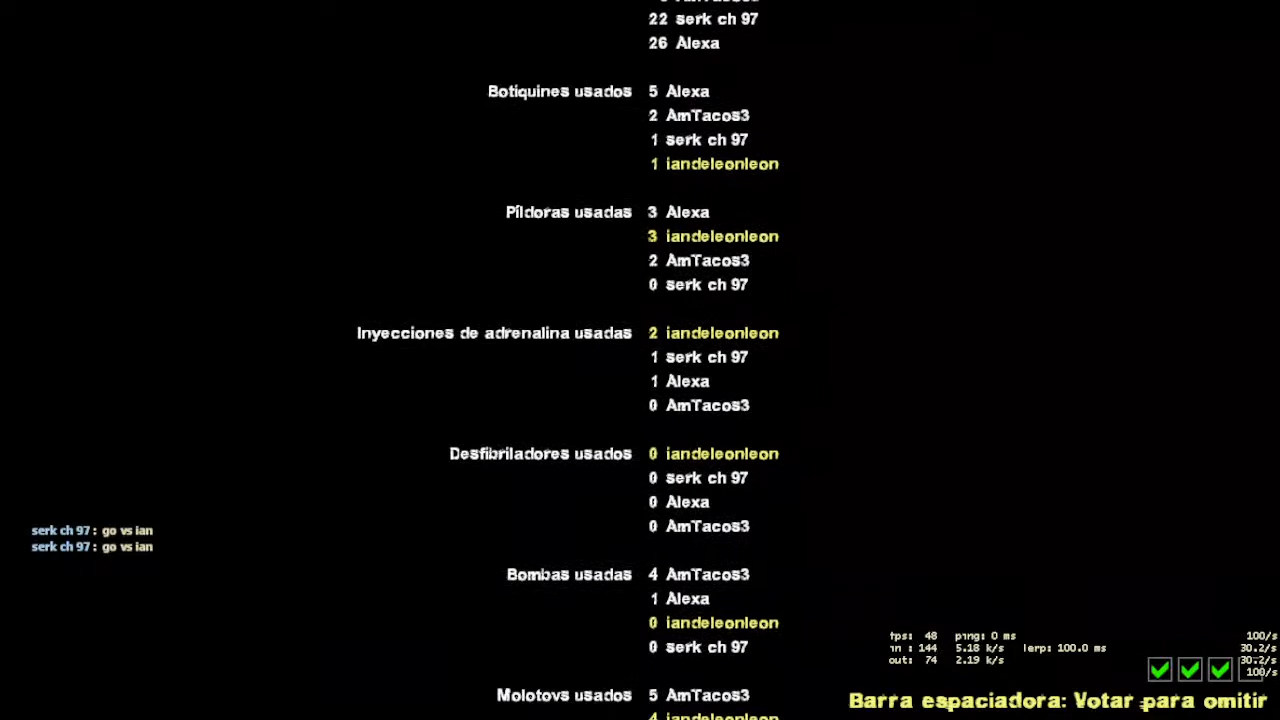 22 serk ch 97
26 Alexa
Botiquines usados 5 Alexa
2 AmTacos3
1 serk ch 97
1 iandeleonleon
Píldoras usadas 3 Alexa
3 iandeleonleon
2 AmTacos3
0 serk ch 97
Inyecciones de adrenalina usadas 2 iandeleonleon
1 serk ch 97
1 Alexa
0 AmTacos3
Desfibriladores usados 0 iandeleonleon
0 serk ch 97
0 Alexa
0 AmTacos3
serk ch 97 : go vs ian
serk ch 97 : go vs ian
Bombas usadas 4 AmTacos3
1 Alexa
0 iandeleonleon
0 serk ch 97
fps: 48 ping: 0 ms 100/s
in : 144 5.18 k/s lerp: 100.0 ms 30.2/s
out: 74 2.19 k/s 30.2/s
100/s
Molotovs usados 5 AmTacos3
4 iandeleonleon
Barra espaciadora: Votar para omitir